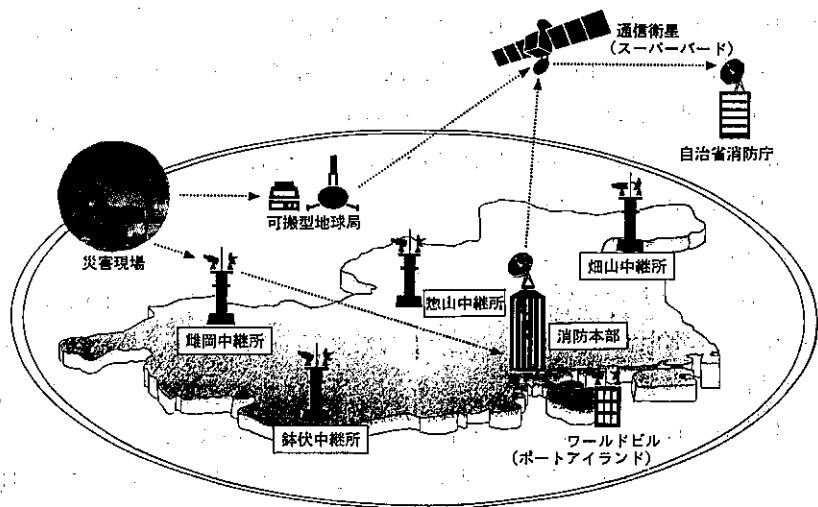 通信衛星
(スーパーバード)
自治省消防庁
可搬型地球局
災害現場
畑山中継所
惣山中継所
消防本部
雌岡中継所
鉢伏中継所
ワールドビル
(ポートアイランド)